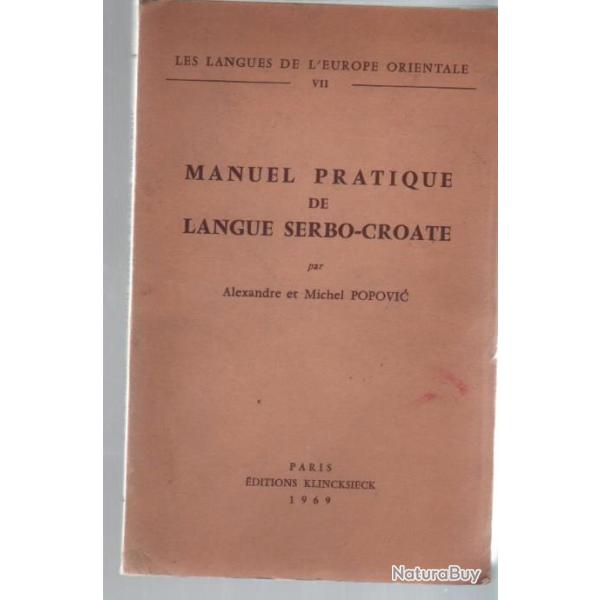 LES LANGUES DE L'EUROPE ORIENTALE
VII
MANUEL PRATIQUE
DE
LANGUE SERBO-CROATE
par
Alexandre et Michel POPOVIĆ
PARIS
ÉDITIONS KLINCKSIECK
1969
NaturaBuy